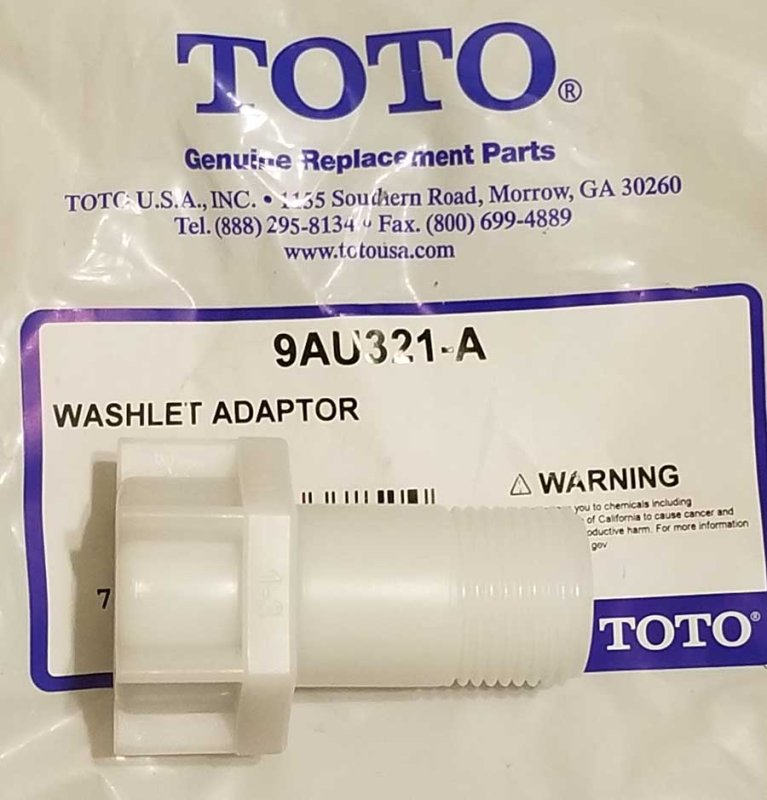 TOTO®
Genuine Replacement Parts
TOTO U.S.A., INC. • 1155 Southern Road, Morrow, GA 30260
Tel. (888) 295-8134 • Fax. (800) 699-4889
www.totousa.com
9AU321-A
WASHLET ADAPTOR
⚠ WARNING
you to chemicals including
of California to cause cancer and
oductive harm. For more information
gov
7
TOTO®